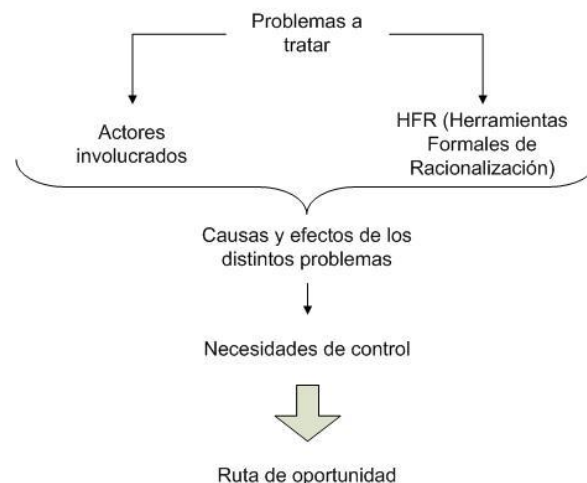 Problemas a
tratar
Actores
involucrados
HFR (Herramientas
Formales de
Racionalización)
Causas y efectos de los
distintos problemas
Necesidades de control
Ruta de oportunidad